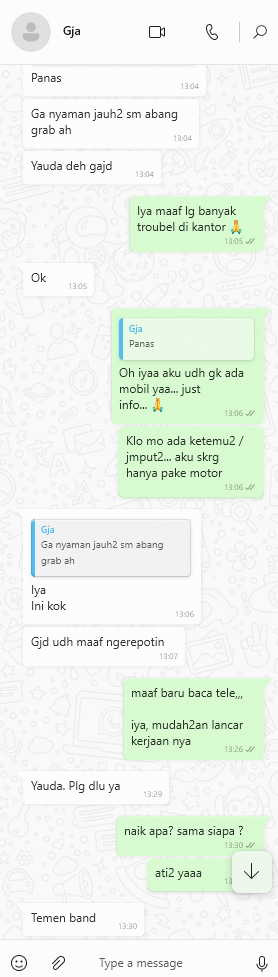 Gja
Panas
13:04
Ga nyaman jauh2 sm abang
grab ah
13:04
Yauda deh gajd
13:04
Iya maaf lg banyak
troubel di kantor 🙏
13:05
Ok
13:05
Gja
Panas
Oh iyaa aku udh gk ada
mobil yaa... just
info... 🙏
13:06
Klo mo ada ketemu2 /
jmput2... aku skrg
hanya pake motor
13:06
Gja
Ga nyaman jauh2 sm abang
grab ah
Iya
Ini kok
13:06
Gjd udh maaf ngerepotin
13:07
maaf baru baca tele,,,
iya, mudah2an lancar
kerjaan nya
13:26
Yauda. Plg dlu ya
13:29
naik apa? sama siapa ?
13:30
ati2 yaaa
Temen band
13:30
Type a message